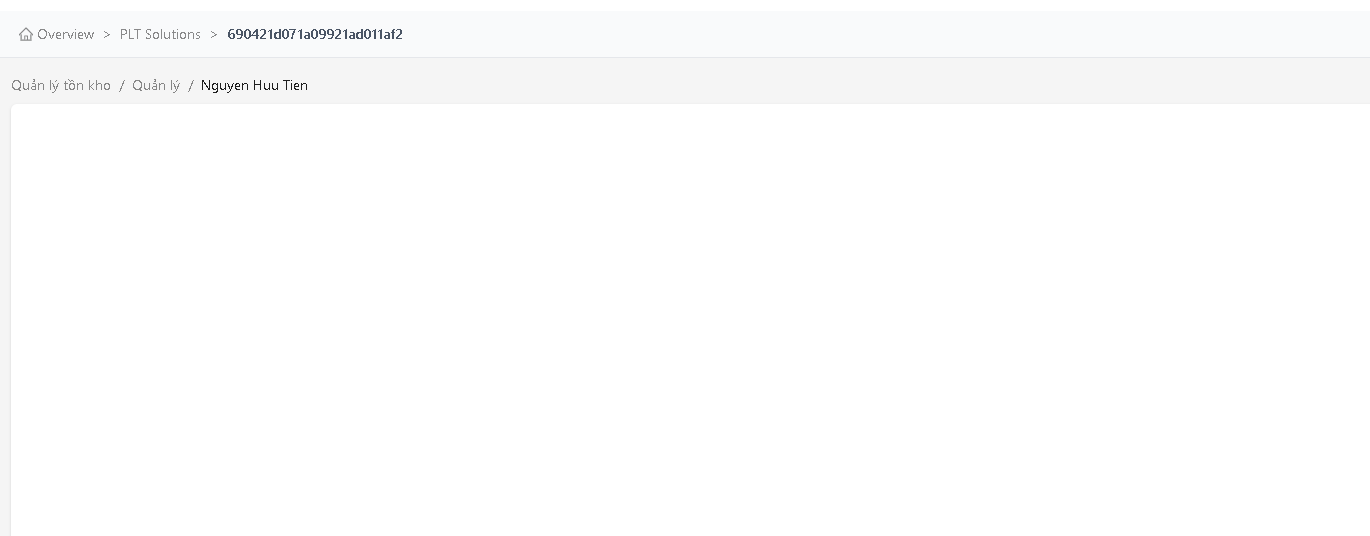 Overview > PLT Solutions > 690421d071a09921ad011af2
Quản lý tồn kho / Quản lý / Nguyen Huu Tien